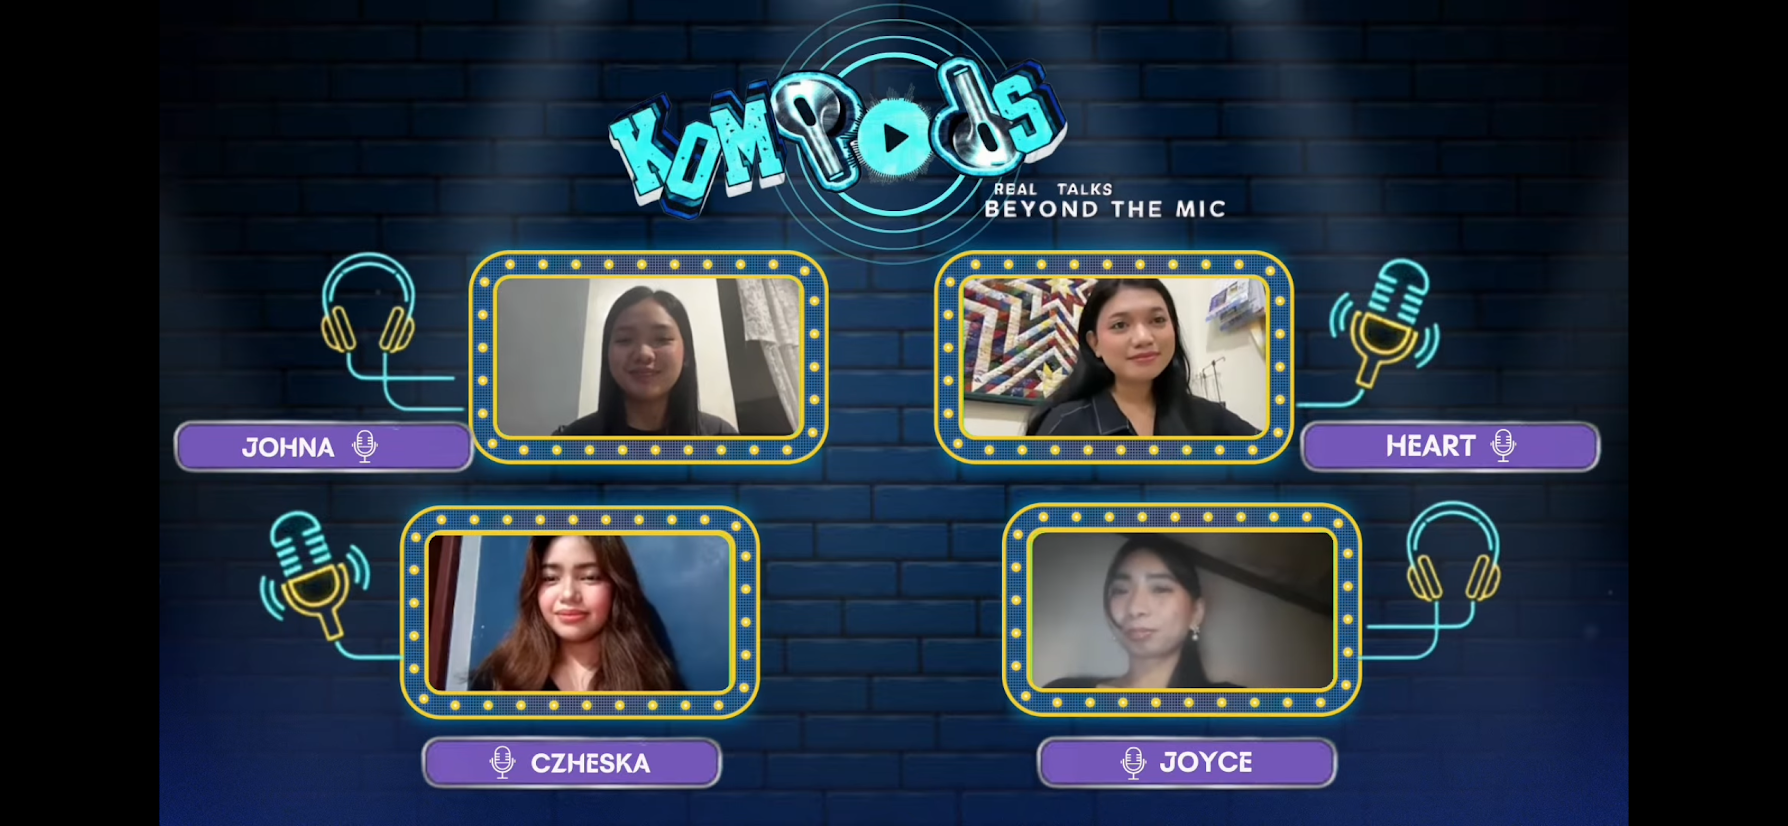 KOMPODS
REAL TALKS
BEYOND THE MIC
JOHNA
HEART
CZHESKA
JOYCE